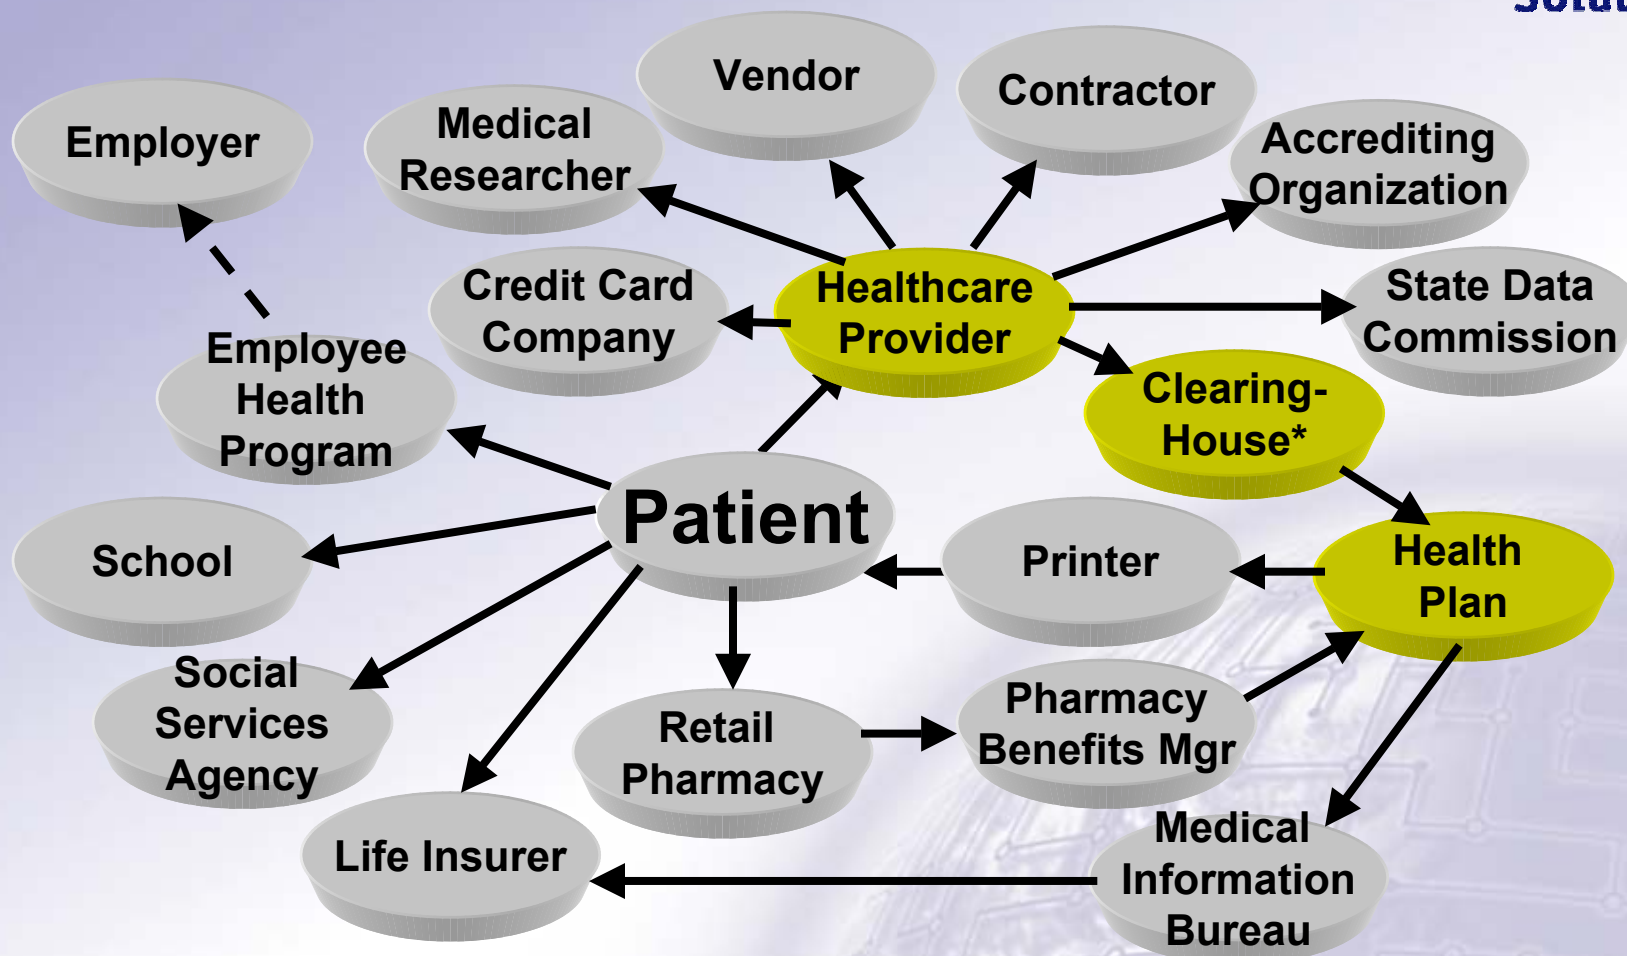 Vendor
Contractor
Employer
Medical
Researcher
Accrediting
Organization
Credit Card
Company
Healthcare
Provider
State Data
Commission
Employee
Health
Program
Clearing-
House*
Patient
School
Printer
Health
Plan
Social
Services
Agency
Retail
Pharmacy
Pharmacy
Benefits Mgr
Life Insurer
Medical
Information
Bureau